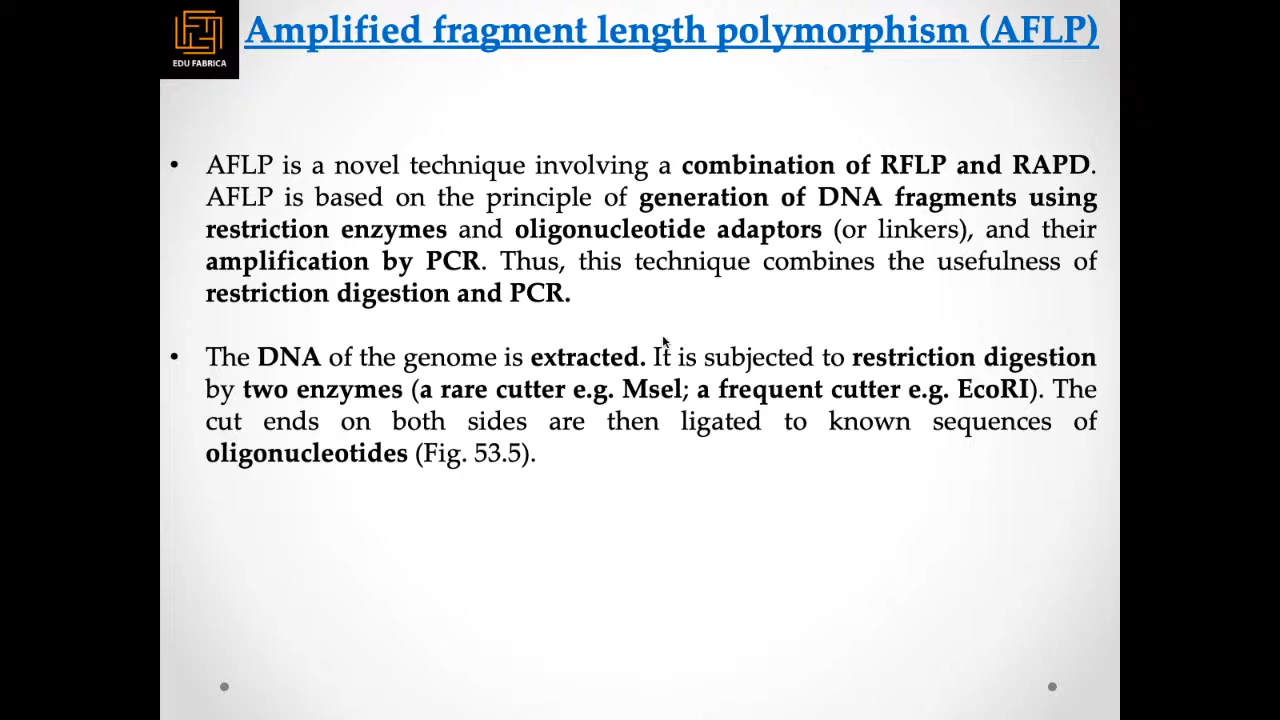 EDU FABRICA
Amplified fragment length polymorphism (AFLP)
• AFLP is a novel technique involving a combination of RFLP and RAPD.
AFLP is based on the principle of generation of DNA fragments using
restriction enzymes and oligonucleotide adaptors (or linkers), and their
amplification by PCR. Thus, this technique combines the usefulness of
restriction digestion and PCR.
• The DNA of the genome is extracted. It is subjected to restriction digestion
by two enzymes (a rare cutter e.g. Msel; a frequent cutter e.g. EcoRI). The
cut ends on both sides are then ligated to known sequences of
oligonucleotides (Fig. 53.5).